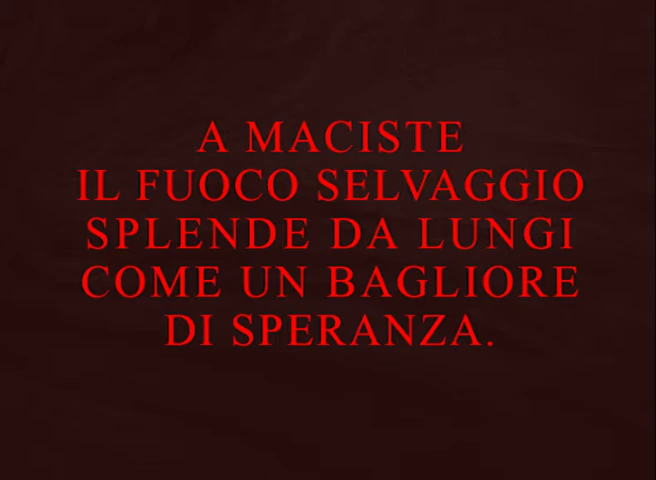 A MACISTE
IL FUOCO SELVAGGIO
SPLENDE DA LUNGI
COME UN BAGLIORE
DI SPERANZA.